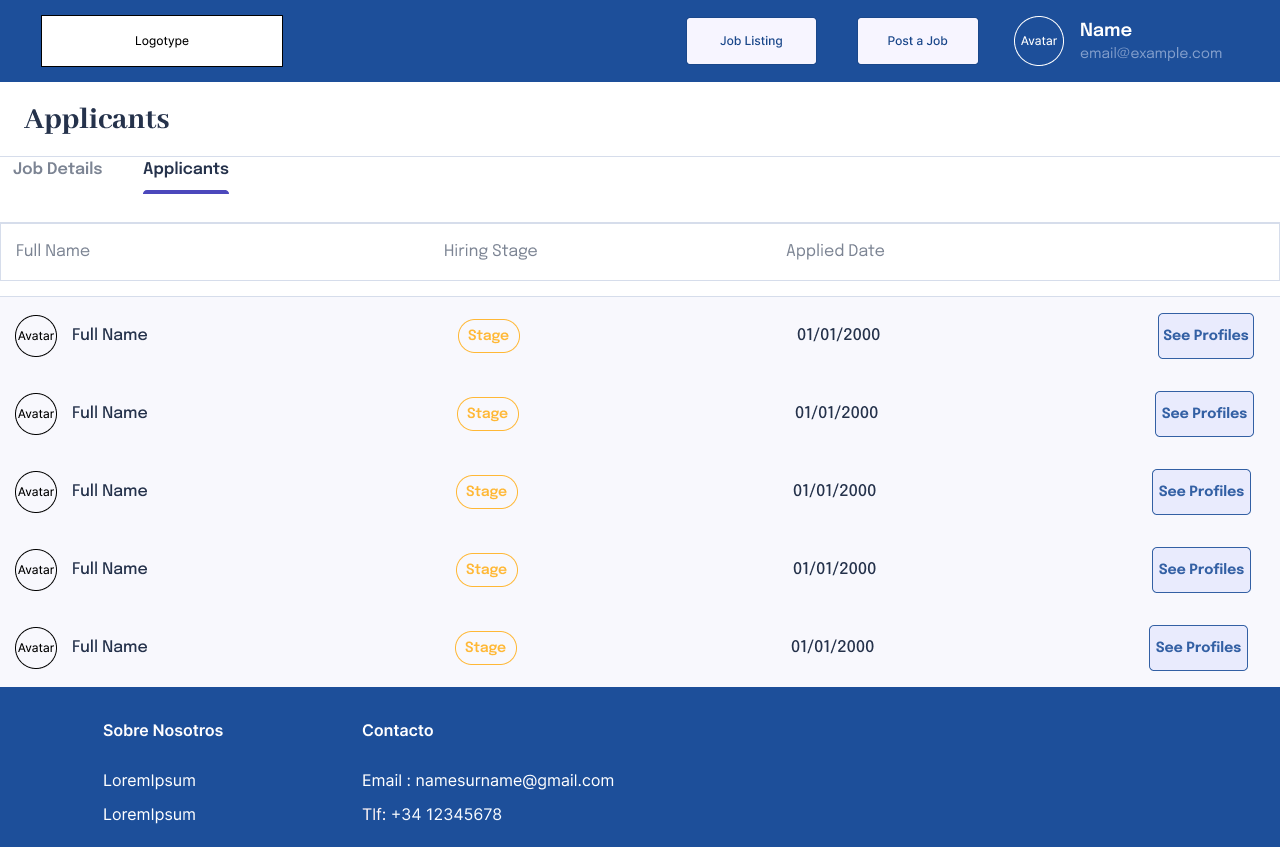 Logotype
Job Listing
Post a Job
Avatar
Name
email@example.com
Applicants
Job Details
Applicants
Full Name
Hiring Stage
Applied Date
Avatar
Full Name
Stage
01/01/2000
See Profiles
Avatar
Full Name
Stage
01/01/2000
See Profiles
Avatar
Full Name
Stage
01/01/2000
See Profiles
Avatar
Full Name
Stage
01/01/2000
See Profiles
Avatar
Full Name
Stage
01/01/2000
See Profiles
Sobre Nosotros
LoremIpsum
LoremIpsum
Contacto
Email : namesurname@gmail.com
Tlf: +34 12345678